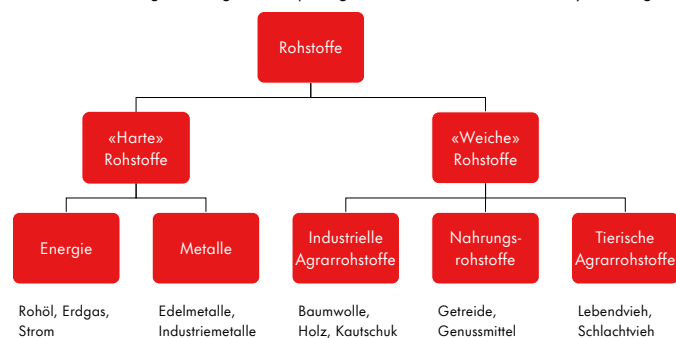 Rohstoffe
«Harte»
Rohstoffe
«Weiche»
Rohstoffe
Energie
Metalle
Industrielle
Agrarrohstoffe
Nahrungs-
rohstoffe
Tierische
Agrarrohstoffe
Rohöl, Erdgas,
Strom
Edelmetalle,
Industriemetalle
Baumwolle,
Holz, Kautschuk
Getreide,
Genussmittel
Lebendvieh,
Schlachtvieh